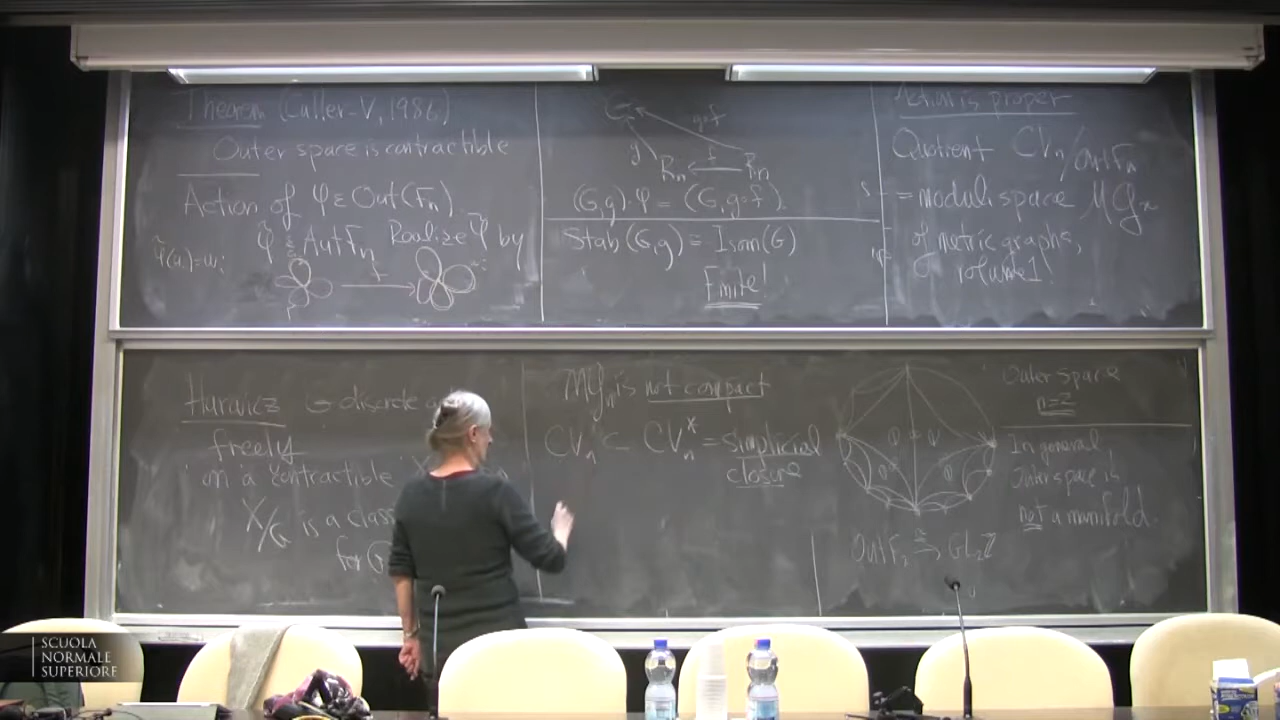 Theorem (Culler-V, 1986)
Outer space is contractible
Action of φ ε Out(Fn)
φ̃ ε Aut Fn Realize φ̃ by
f
G
g∘f
g f
Rn Rn
(G,g)·φ = (G, g∘f)
Stab (G,g) ≅ Isom(G)
Finite!
Action is proper
Quotient CVn/Out Fn
= moduli space MGn
of metric graphs,
volume 1!
Hurwicz G discrete
freely
on a contractible
X/G is a class
for G
MGn is not compact
CVn ⊂ CVn* = simplicial
closure
Outer space
n=2
In general
Outer space is
not a manifold.
Out F2 ≅→ GL2 Z
SCUOLA
NORMALE
SUPERIORE